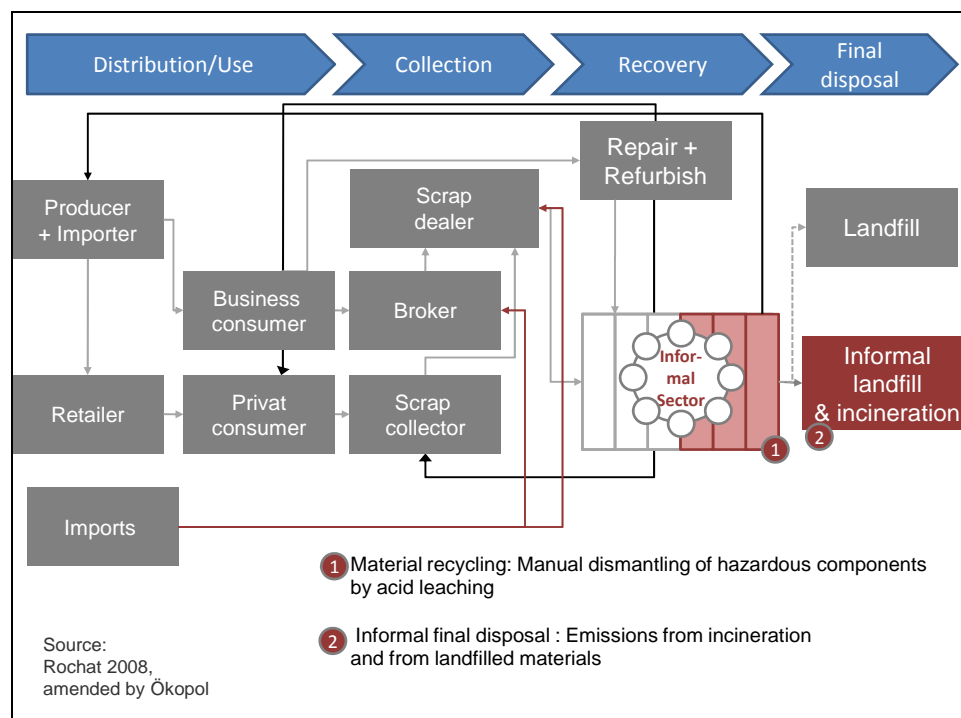 Distribution/Use
Collection
Recovery
Final
disposal
Repair +
Refurbish
Producer
+ Importer
Scrap
dealer
Landfill
Business
consumer
Broker
Infor-
mal
Sector
Informal
landfill
& incineration
Retailer
Privat
consumer
Scrap
collector
1
2
Imports
1 Material recycling: Manual dismantling of hazardous components
by acid leaching
2 Informal final disposal : Emissions from incineration
and from landfilled materials
Source:
Rochat 2008,
amended by Ökopol